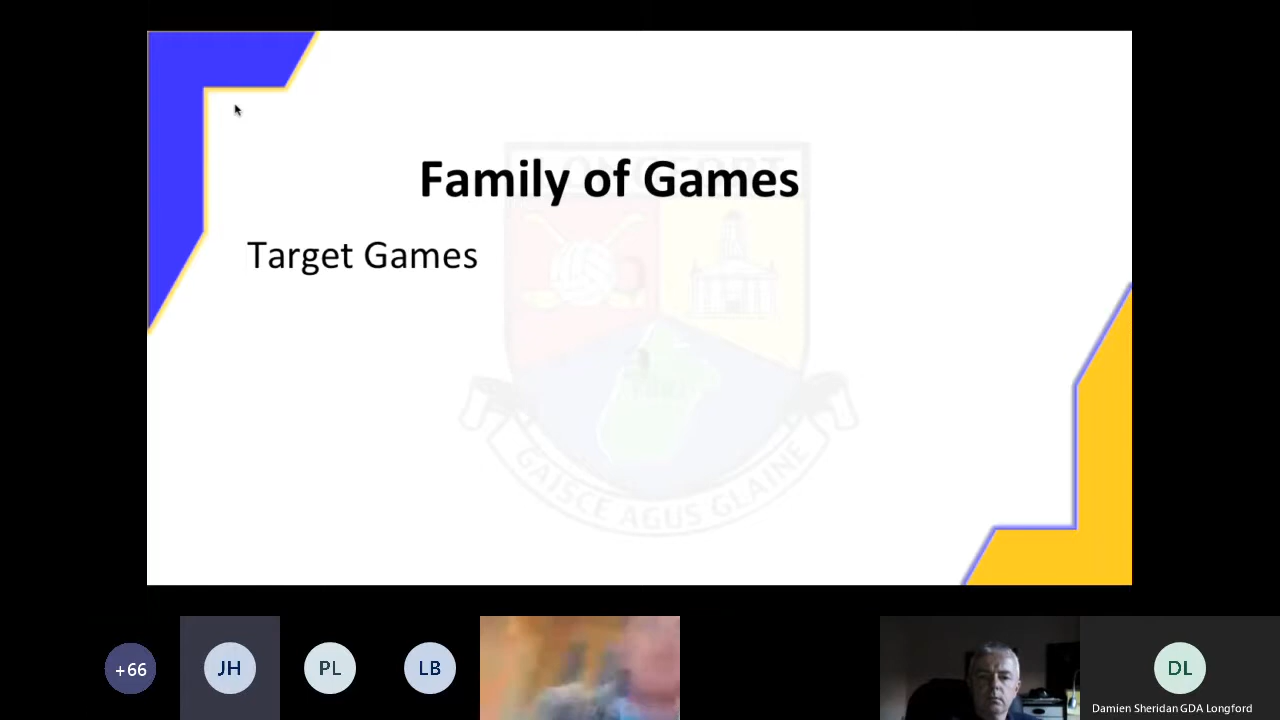 Family of Games
Target Games
GAISCE AGUS GLAINE
+66
JH
PL
LB
DL
Damien Sheridan GDA Longford